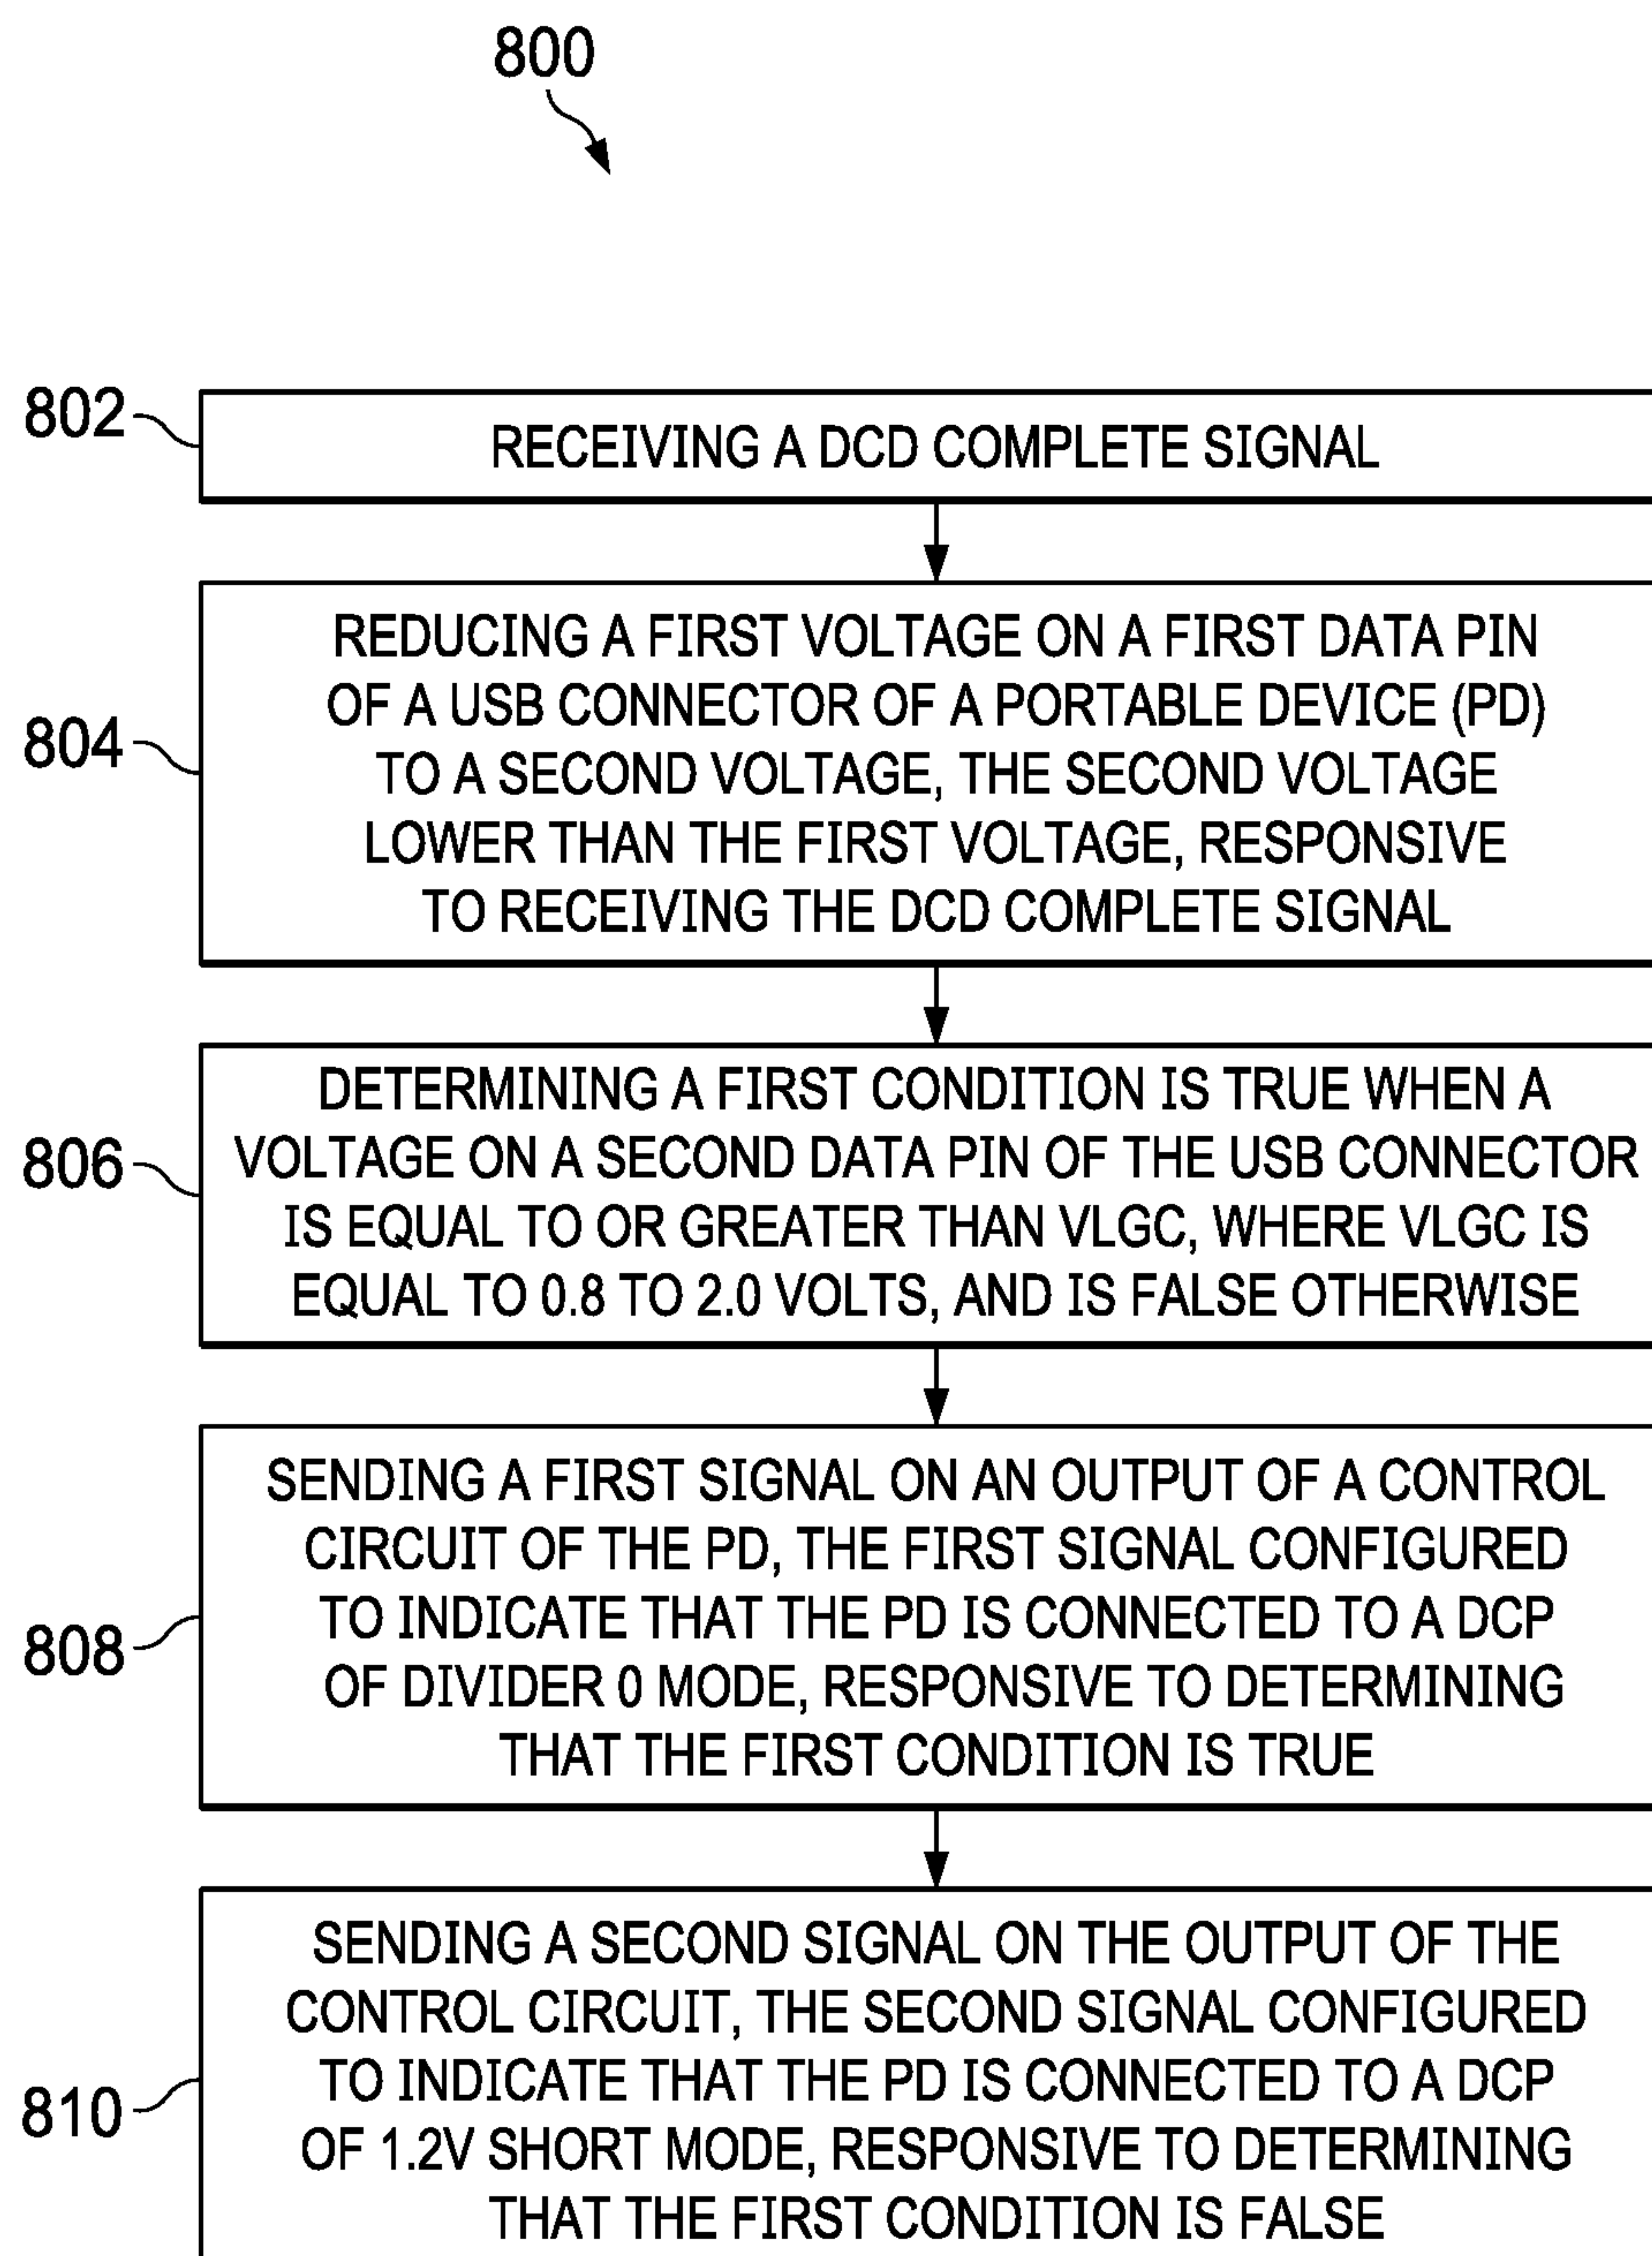 800
802
RECEIVING A DCD COMPLETE SIGNAL
804
REDUCING A FIRST VOLTAGE ON A FIRST DATA PIN
OF A USB CONNECTOR OF A PORTABLE DEVICE (PD)
TO A SECOND VOLTAGE, THE SECOND VOLTAGE
LOWER THAN THE FIRST VOLTAGE, RESPONSIVE
TO RECEIVING THE DCD COMPLETE SIGNAL
806
DETERMINING A FIRST CONDITION IS TRUE WHEN A
VOLTAGE ON A SECOND DATA PIN OF THE USB CONNECTOR
IS EQUAL TO OR GREATER THAN VLGC, WHERE VLGC IS
EQUAL TO 0.8 TO 2.0 VOLTS, AND IS FALSE OTHERWISE
808
SENDING A FIRST SIGNAL ON AN OUTPUT OF A CONTROL
CIRCUIT OF THE PD, THE FIRST SIGNAL CONFIGURED
TO INDICATE THAT THE PD IS CONNECTED TO A DCP
OF DIVIDER 0 MODE, RESPONSIVE TO DETERMINING
THAT THE FIRST CONDITION IS TRUE
810
SENDING A SECOND SIGNAL ON THE OUTPUT OF THE
CONTROL CIRCUIT, THE SECOND SIGNAL CONFIGURED
TO INDICATE THAT THE PD IS CONNECTED TO A DCP
OF 1.2V SHORT MODE, RESPONSIVE TO DETERMINING
THAT THE FIRST CONDITION IS FALSE